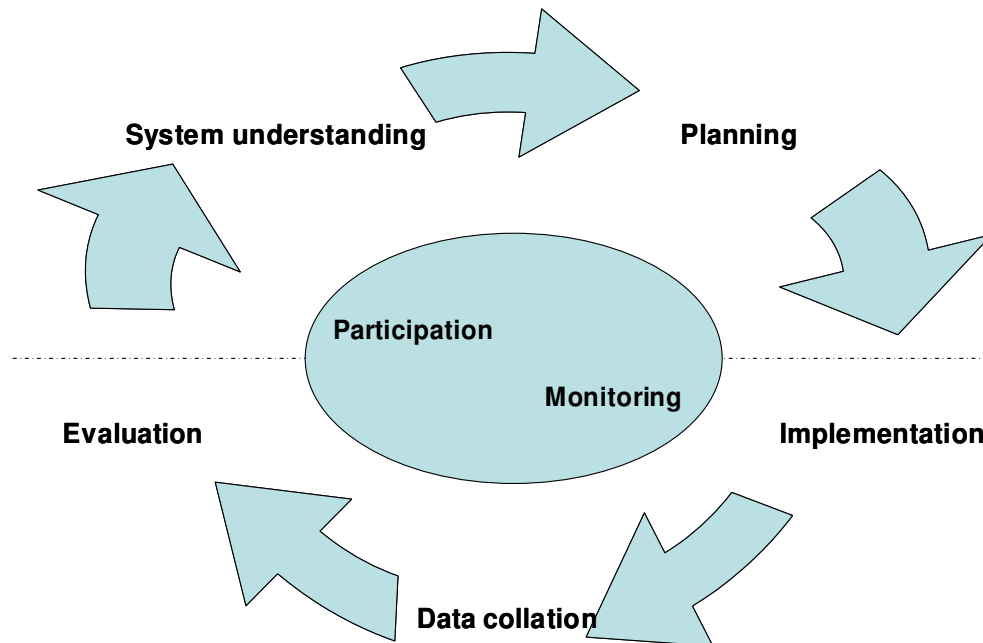 System understanding
Planning
Participation
Monitoring
Evaluation
Implementation
Data collation